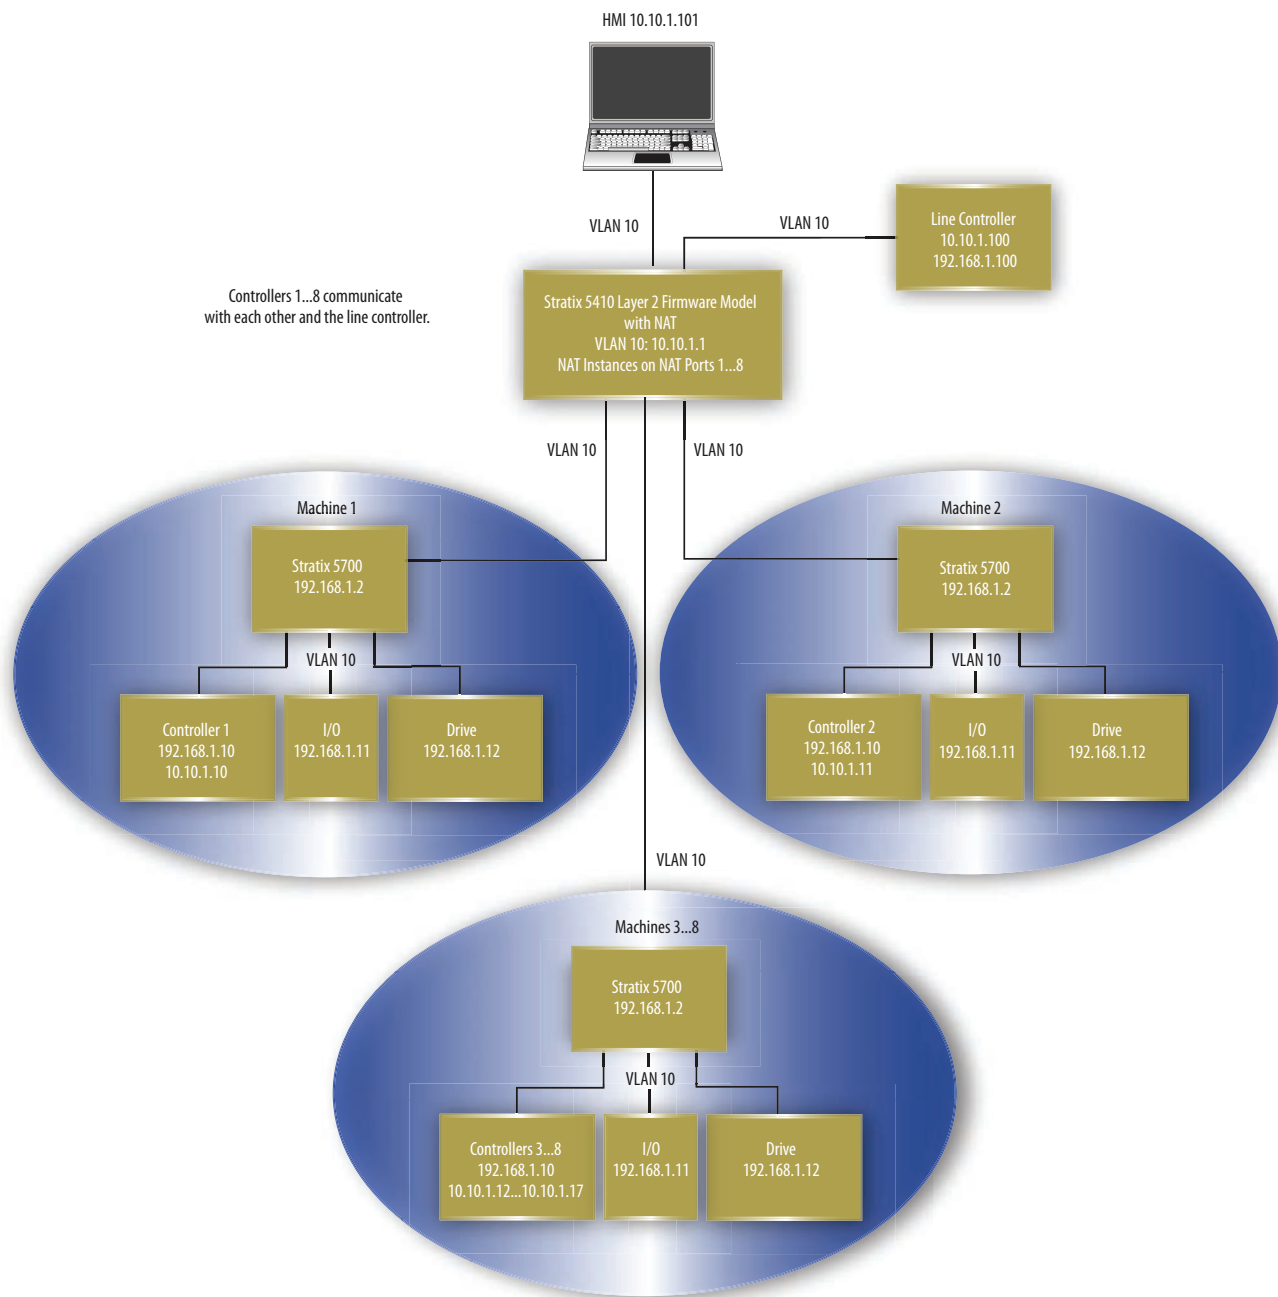 HMI 10.10.1.101
VLAN 10
VLAN 10
Line Controller
10.10.1.100
192.168.1.100
Controllers 1...8 communicate
with each other and the line controller.
Stratix 5410 Layer 2 Firmware Model
with NAT
VLAN 10: 10.10.1.1
NAT Instances on NAT Ports 1...8
VLAN 10
VLAN 10
Machine 1
Stratix 5700
192.168.1.2
VLAN 10
Controller 1
192.168.1.10
10.10.1.10
I/O
192.168.1.11
Drive
192.168.1.12
Machine 2
Stratix 5700
192.168.1.2
VLAN 10
Controller 2
192.168.1.10
10.10.1.11
I/O
192.168.1.11
Drive
192.168.1.12
VLAN 10
Machines 3...8
Stratix 5700
192.168.1.2
VLAN 10
Controllers 3...8
192.168.1.10
10.10.1.12...10.10.1.17
I/O
192.168.1.11
Drive
192.168.1.12